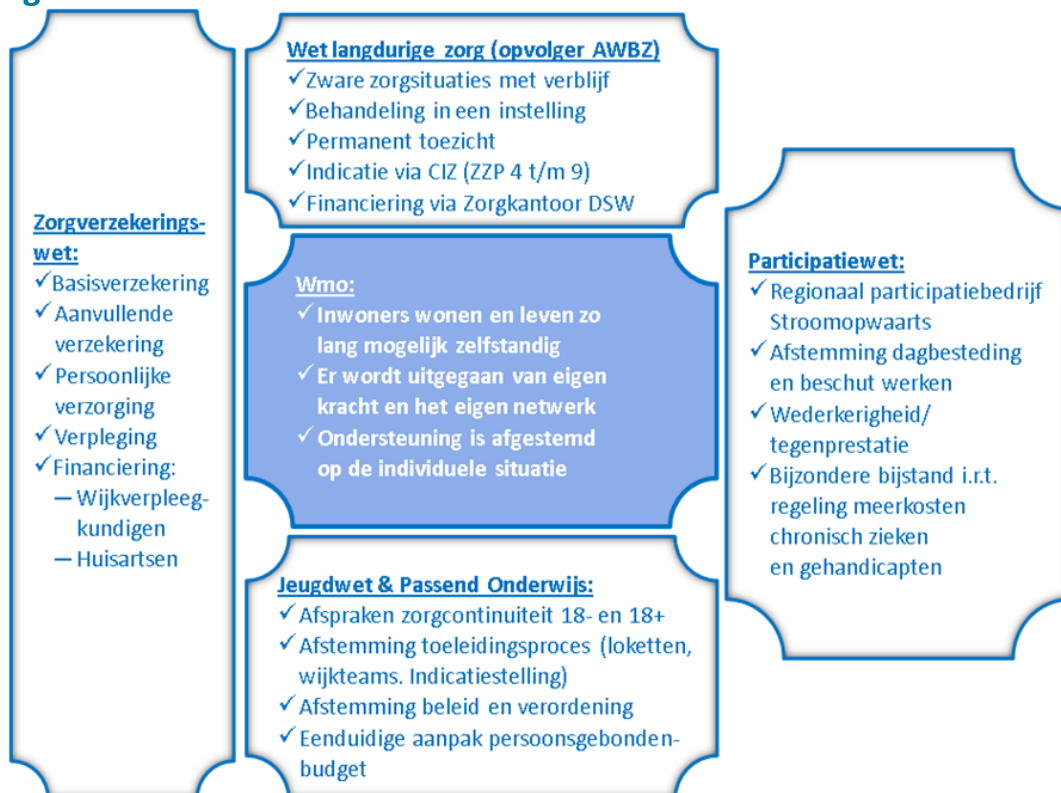 g
Wet langdurige zorg (opvolger AWBZ)
✓Zware zorgsituaties met verblijf
✓Behandeling in een instelling
✓Permanent toezicht
✓Indicatie via CIZ (ZZP 4 t/m 9)
✓Financiering via Zorgkantoor DSW
Zorgverzekerings-
wet:
✓Basisverzekering
✓Aanvullende
verzekering
✓Persoonlijke
verzorging
✓Verpleging
✓Financiering:
— Wijkverpleeg-
kundigen
— Huisartsen
Wmo:
✓Inwoners wonen en leven zo
lang mogelijk zelfstandig
✓Er wordt uitgegaan van eigen
kracht en het eigen netwerk
✓Ondersteuning is afgestemd
op de individuele situatie
Participatiewet:
✓Regionaal participatiebedrijf
Stroomopwaarts
✓Afstemming dagbesteding
en beschut werken
✓Wederkerigheid/
tegenprestatie
✓Bijzondere bijstand i.r.t.
regeling meerkosten
chronisch zieken
en gehandicapten
Jeugdwet & Passend Onderwijs:
✓Afspraken zorgcontinuiteit 18- en 18+
✓Afstemming toeleidingsproces (loketten,
wijkteams. Indicatiestelling)
✓Afstemming beleid en verordening
✓Eenduidige aanpak persoonsgebonden-
budget